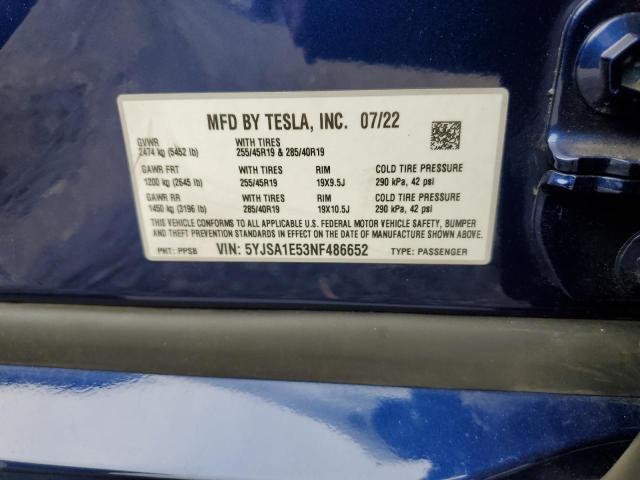 MFD BY TESLA, INC. 07/22
GVWR WITH TIRES
2474 kg (5452 lb) 255/45R19 & 285/40R19
GAWR FRT WITH TIRES RIM COLD TIRE PRESSURE
1200 kg (2645 lb) 255/45R19 19X9.5J 290 kPa, 42 psi
GAWR RR WITH TIRES RIM COLD TIRE PRESSURE
1450 kg (3196 lb) 285/40R19 19X10.5J 290 kPa, 42 psi
THIS VEHICLE CONFORMS TO ALL APPLICABLE U.S. FEDERAL MOTOR VEHICLE SAFETY, BUMPER
AND THEFT PREVENTION STANDARDS IN EFFECT ON THE DATE OF MANUFACTURE SHOWN ABOVE.
PNT: PPSB VIN: 5YJSA1E53NF486652 TYPE: PASSENGER